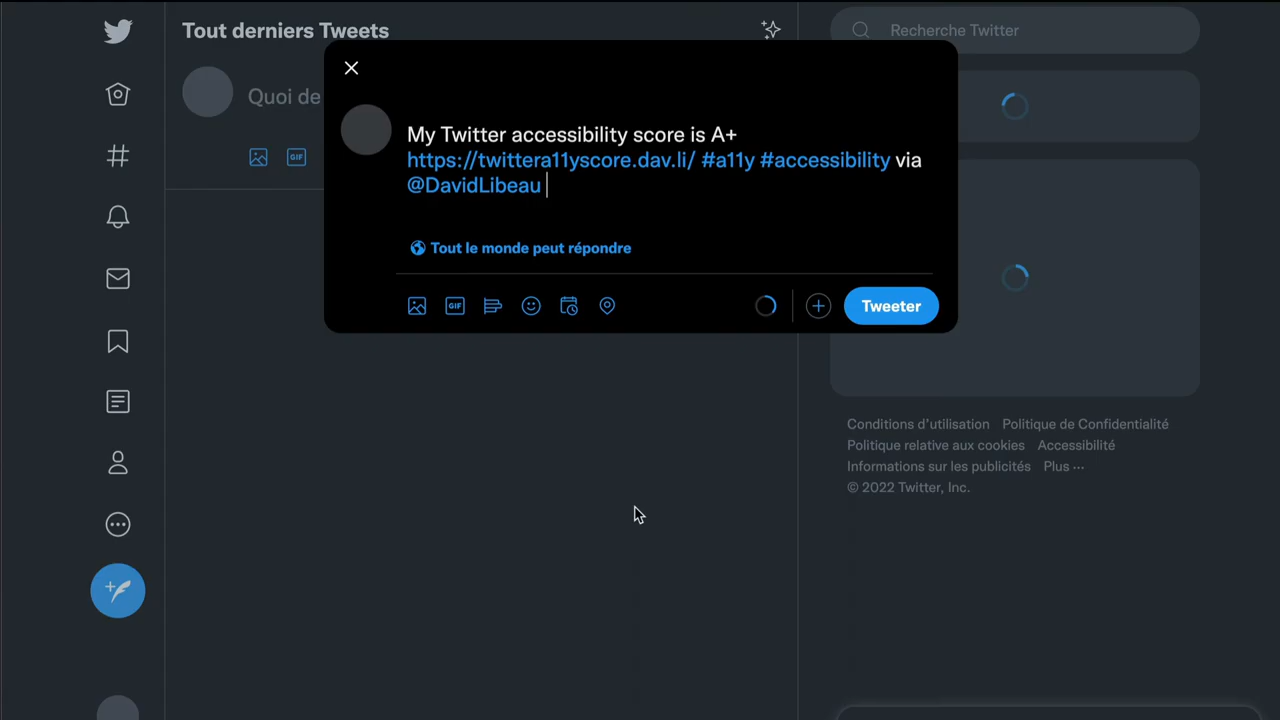 Tout derniers Tweets
Recherche Twitter
Quoi de
GIF
My Twitter accessibility score is A+
https://twittera11yscore.dav.li/ #a11y #accessibility via
@DavidLibeau
Tout le monde peut répondre
GIF
Tweeter
Conditions d'utilisation Politique de Confidentialité
Politique relative aux cookies Accessibilité
Informations sur les publicités Plus ···
© 2022 Twitter, Inc.